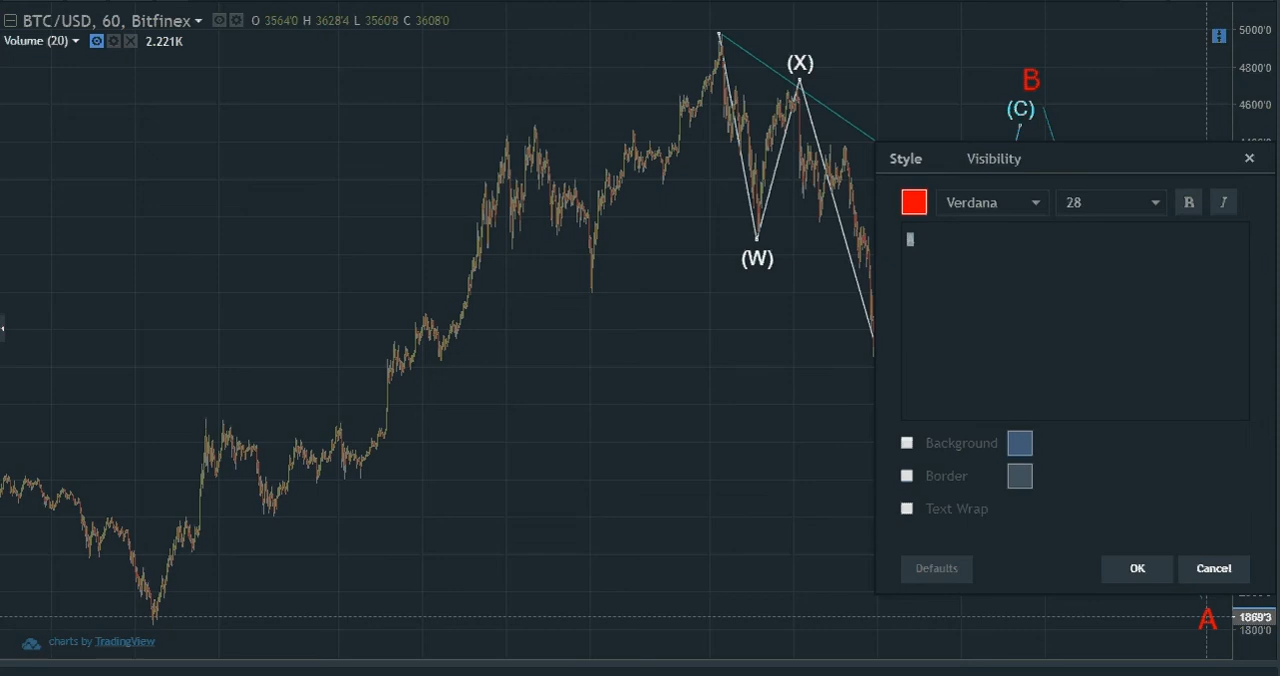 BTC/USD, 60, Bitfinex O 3564'0 H 3628'4 L 3560'8 C 3608'0
Volume (20) 2.221K
5000'0
4800'0
4600'0
(X)
B
(C)
(W)
Style Visibility
Verdana 28 B I
Background
Border
Text Wrap
Defaults OK Cancel
A
1869'3
1800'0
charts by TradingView